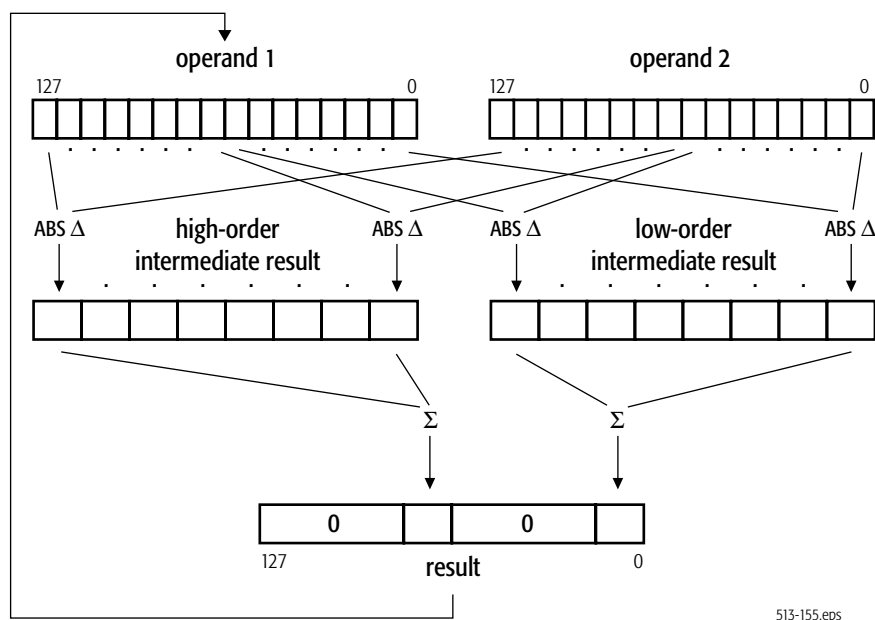 operand 1
operand 2
127
0
127
0
ABS Δ
high-order
intermediate result
ABS Δ
ABS Δ
low-order
intermediate result
ABS Δ
Σ
Σ
0
0
127
result
0
513-155.eps